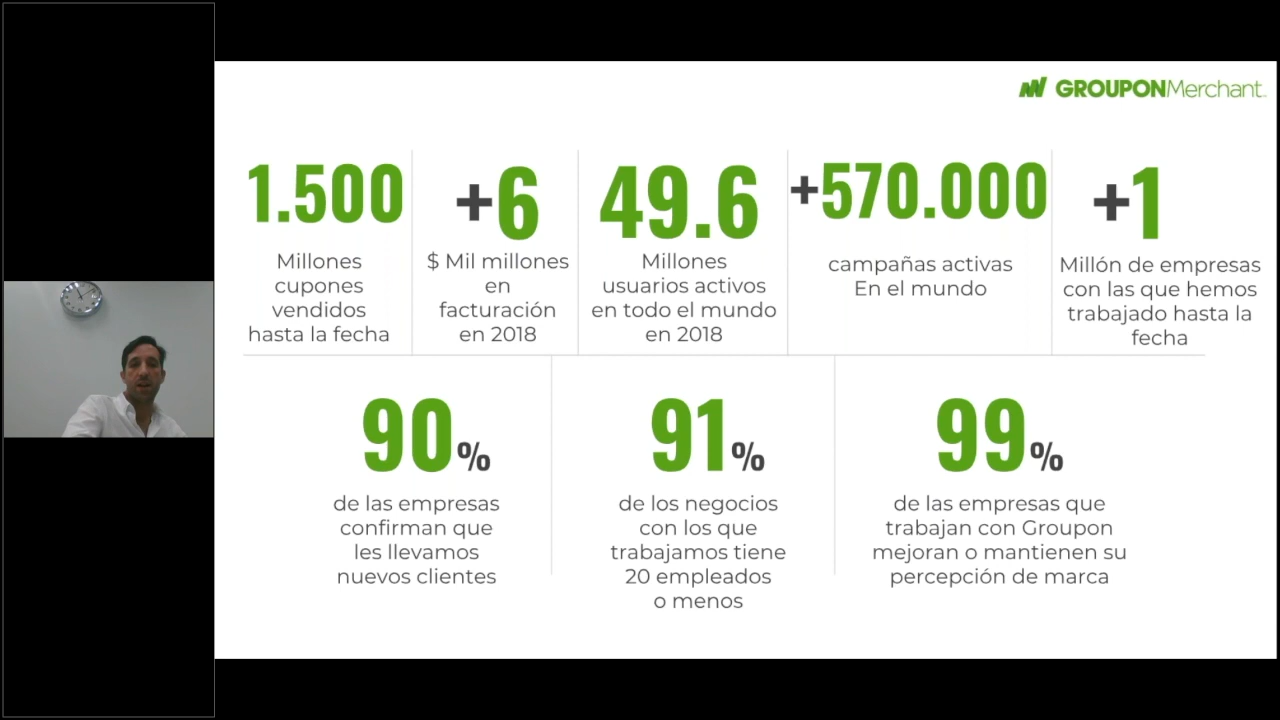 GROUPON Merchant
1.500
Millones
cupones
vendidos
hasta la fecha
+6
$ Mil millones
en
facturación
en 2018
49.6
Millones
usuarios activos
en todo el mundo
en 2018
+570.000
campañas activas
En el mundo
+1
Millón de empresas
con las que hemos
trabajado hasta la
fecha
90%
de las empresas
confirman que
les llevamos
nuevos clientes
91%
de los negocios
con los que
trabajamos tiene
20 empleados
o menos
99%
de las empresas que
trabajan con Groupon
mejoran o mantienen su
percepción de marca